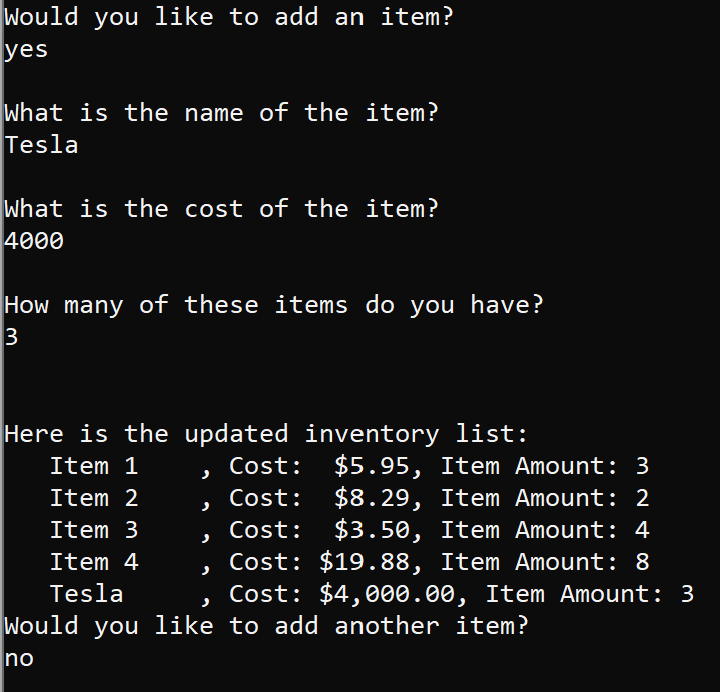 Would you like to add an item?
yes
What is the name of the item?
Tesla
What is the cost of the item?
4000
How many of these items do you have?
3
Here is the updated inventory list:
   Item 1    , Cost:  $5.95, Item Amount: 3
   Item 2    , Cost:  $8.29, Item Amount: 2
   Item 3    , Cost:  $3.50, Item Amount: 4
   Item 4    , Cost: $19.88, Item Amount: 8
   Tesla     , Cost: $4,000.00, Item Amount: 3
Would you like to add another item?
no